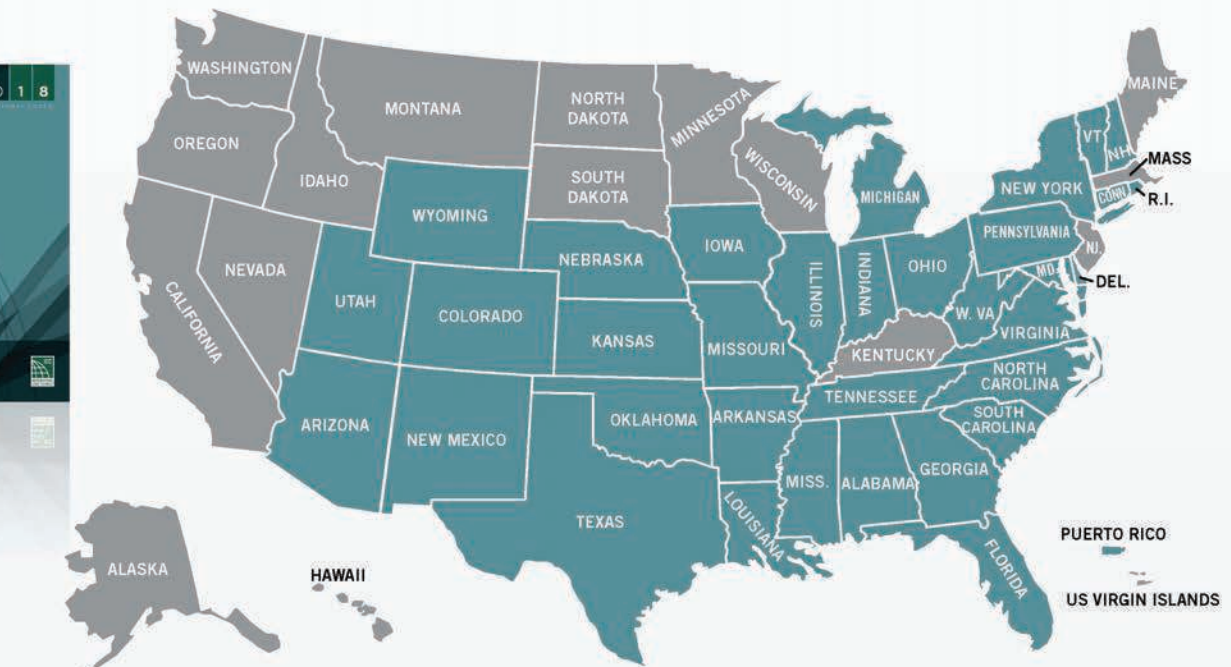 0 1 8
WASHINGTON
MONTANA
NORTH
DAKOTA
MINNESOTA
MAINE
OREGON
IDAHO
SOUTH
DAKOTA
WISCONSIN
VT
NH
MASS
WYOMING
MICHIGAN
NEW YORK
CONN.
R.I.
NEVADA
NEBRASKA
IOWA
PENNSYLVANIA
NJ.
CALIFORNIA
UTAH
COLORADO
ILLINOIS
INDIANA
OHIO
MD.
DEL.
W. VA
VIRGINIA
KANSAS
MISSOURI
KENTUCKY
NORTH
CAROLINA
TENNESSEE
ARIZONA
NEW MEXICO
OKLAHOMA
ARKANSAS
SOUTH
CAROLINA
MISS.
ALABAMA
GEORGIA
TEXAS
LOUISIANA
FLORIDA
PUERTO RICO
ALASKA
HAWAII
US VIRGIN ISLANDS